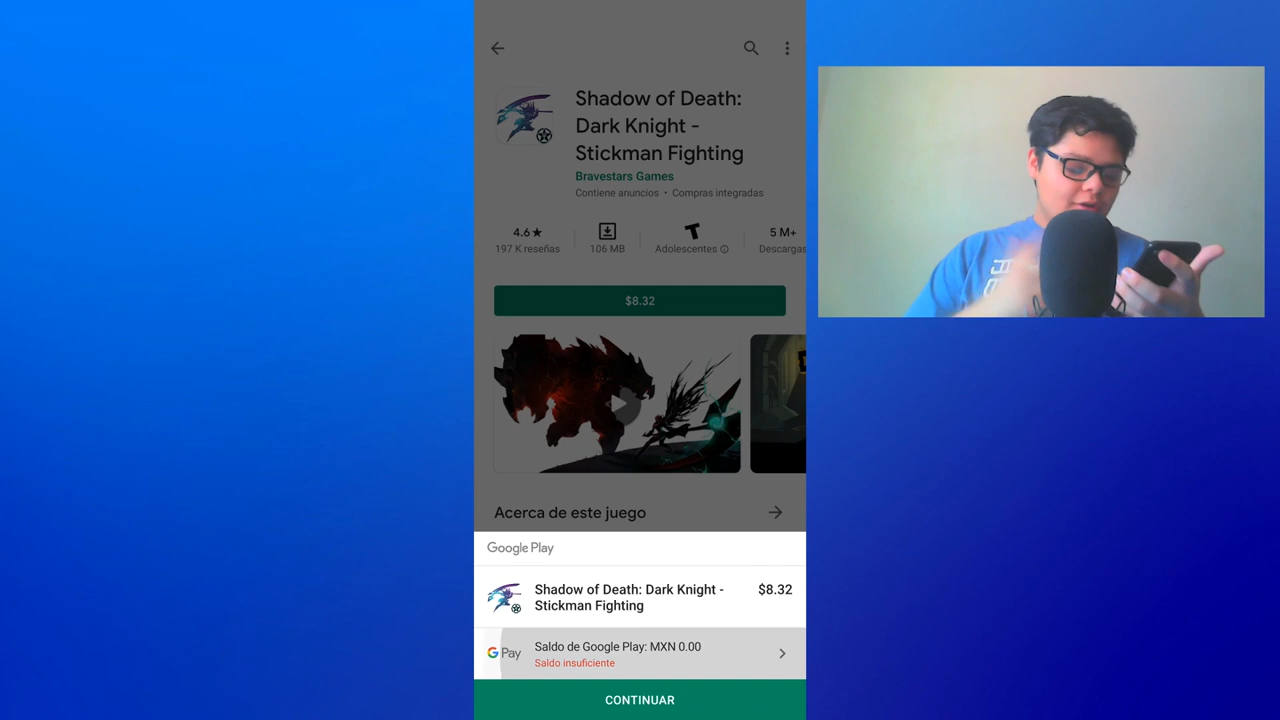 Shadow of Death:
Dark Knight -
Stickman Fighting
Bravestars Games
Contiene anuncios • Compras integradas
4.6★
197 K reseñas
106 MB
Adolescentes
5 M+
Descargas
$8.32
Acerca de este juego
Google Play
Shadow of Death: Dark Knight -
Stickman Fighting
$8.32
G Pay
Saldo de Google Play: MXN 0.00
Saldo insuficiente
CONTINUAR